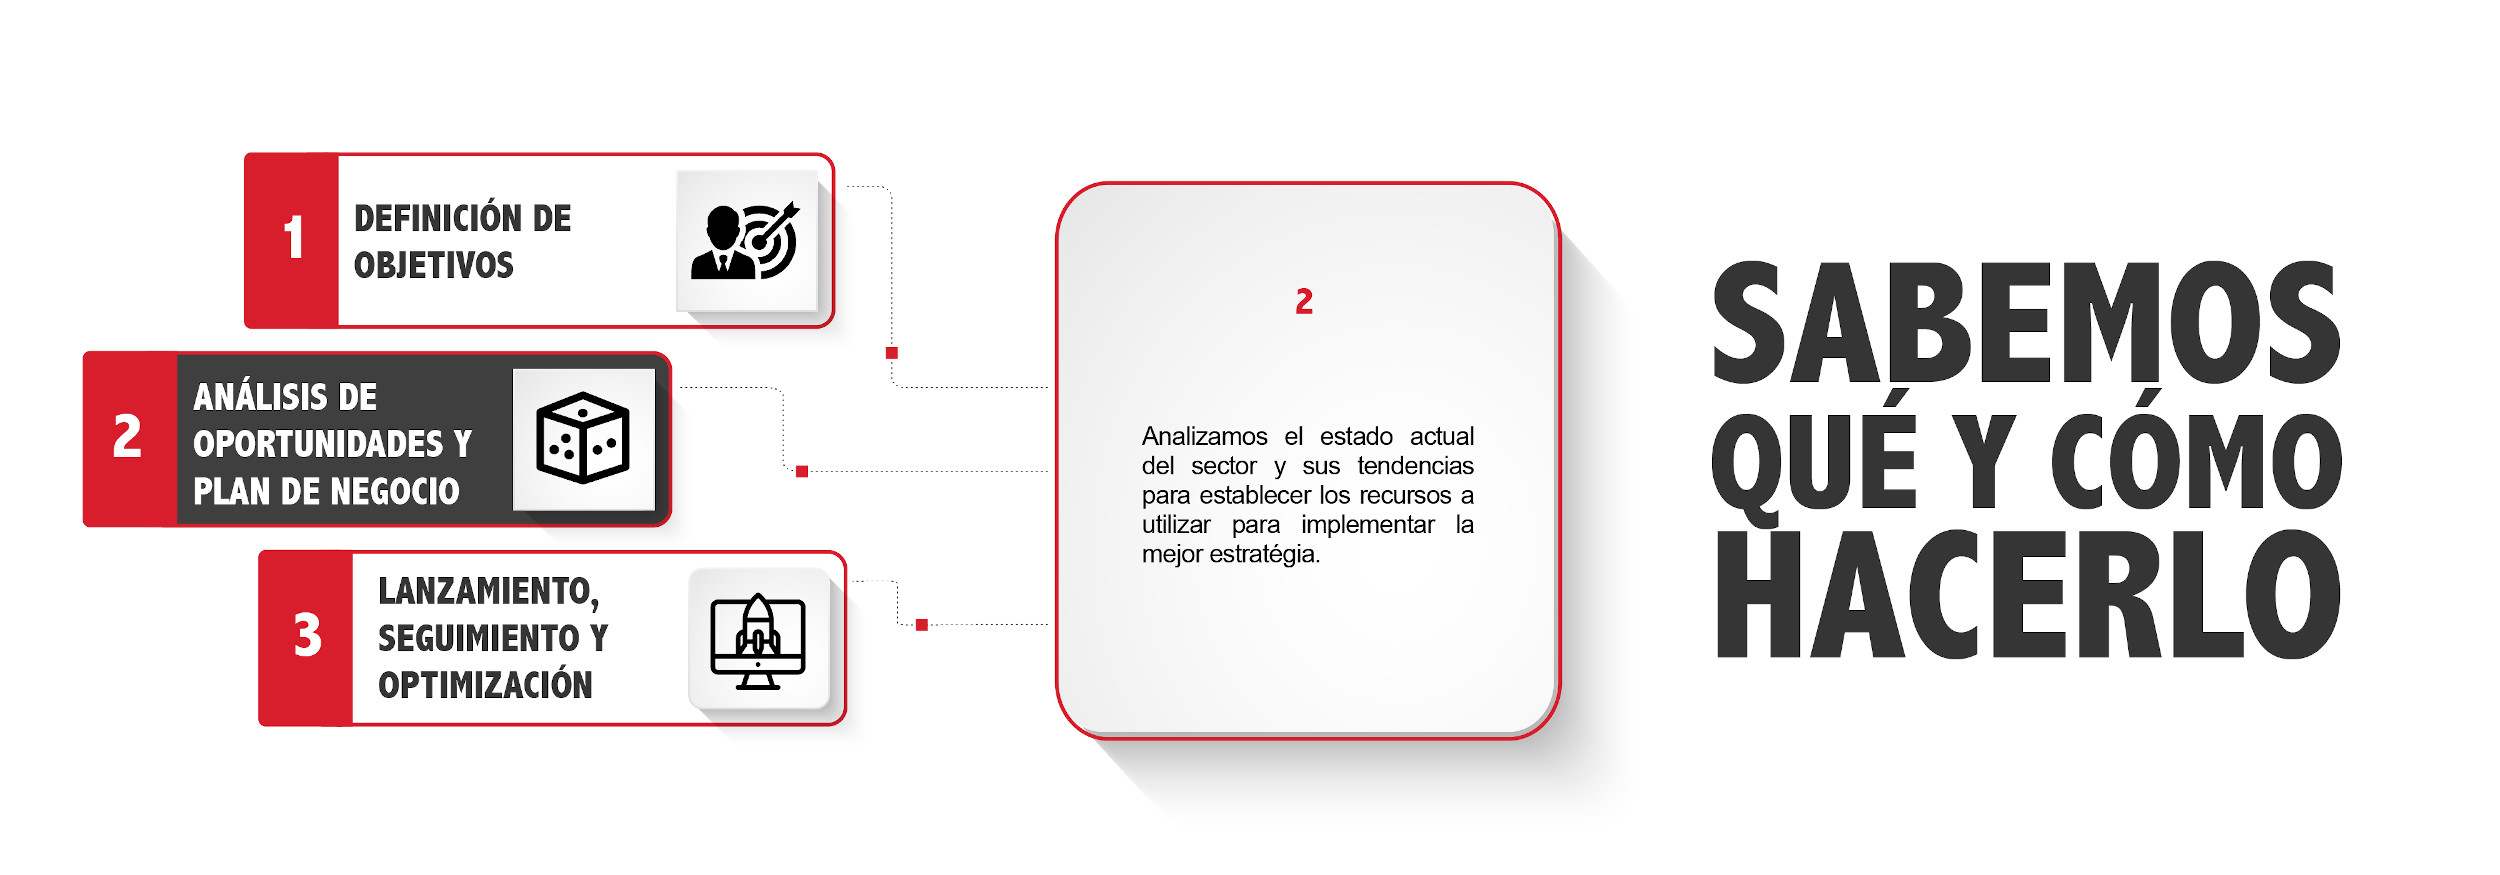 1
DEFINICIÓN DE
OBJETIVOS
2
ANÁLISIS DE
OPORTUNIDADES Y
PLAN DE NEGOCIO
3
LANZAMIENTO,
SEGUIMIENTO Y
OPTIMIZACIÓN
2
Analizamos el estado actual
del sector y sus tendencias
para establecer los recursos a
utilizar para implementar la
mejor estratégia.
SABEMOS
QUÉ Y CÓMO
HACERLO